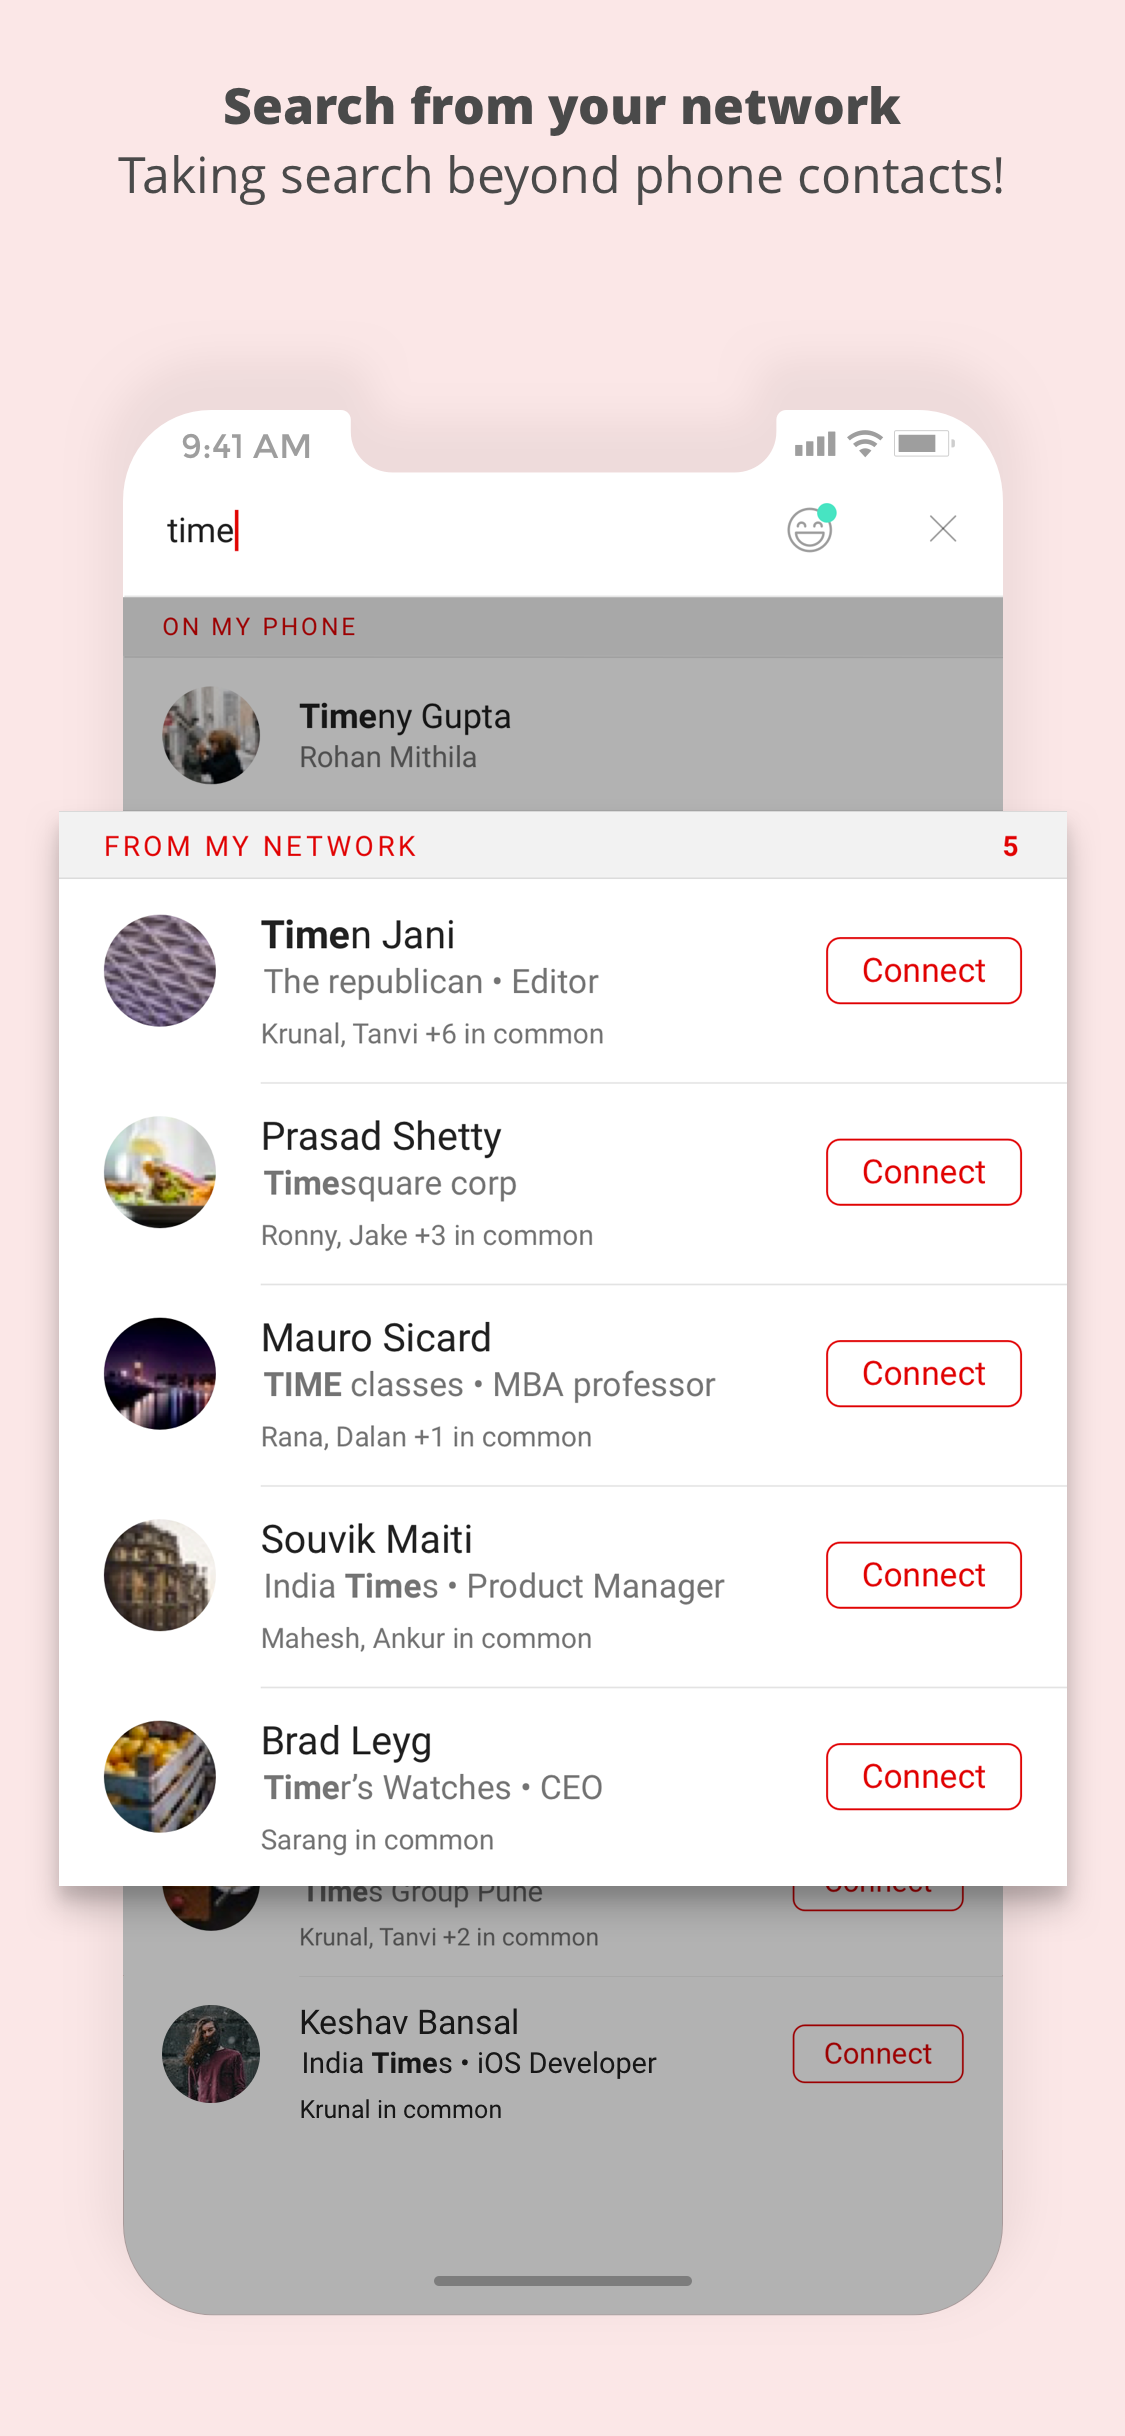 Search from your network
Taking search beyond phone contacts!
9:41 AM
time
ON MY PHONE
Timeny Gupta
Rohan Mithila
FROM MY NETWORK 5
Timen Jani
The republican • Editor
Connect
Krunal, Tanvi +6 in common
Prasad Shetty
Timesquare corp
Connect
Ronny, Jake +3 in common
Mauro Sicard
TIME classes • MBA professor
Connect
Rana, Dalan +1 in common
Souvik Maiti
India Times • Product Manager
Connect
Mahesh, Ankur in common
Brad Leyg
Timer’s Watches • CEO
Connect
Sarang in common
Times Group Pune
Connect
Krunal, Tanvi +2 in common
Keshav Bansal
India Times • iOS Developer
Connect
Krunal in common